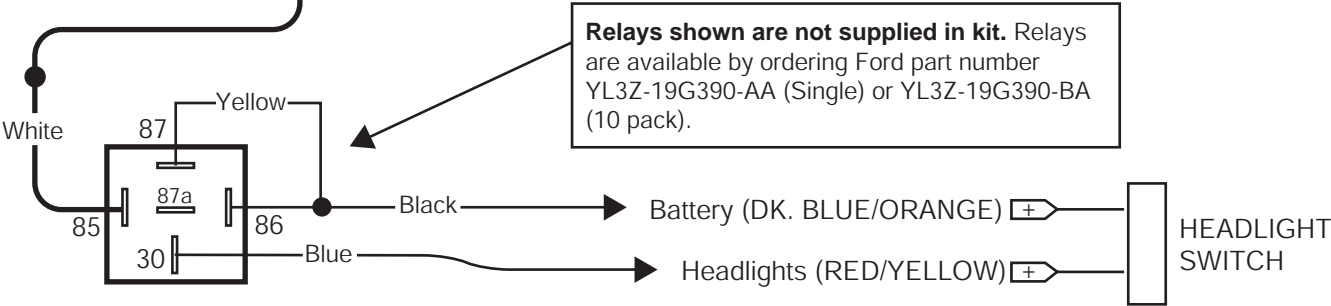 Relays shown are not supplied in kit. Relays
are available by ordering Ford part number
YL3Z-19G390-AA (Single) or YL3Z-19G390-BA
(10 pack).
Yellow
White
87
87a
85
86
30
Black
Blue
Battery (DK. BLUE/ORANGE) +
Headlights (RED/YELLOW) +
HEADLIGHT
SWITCH